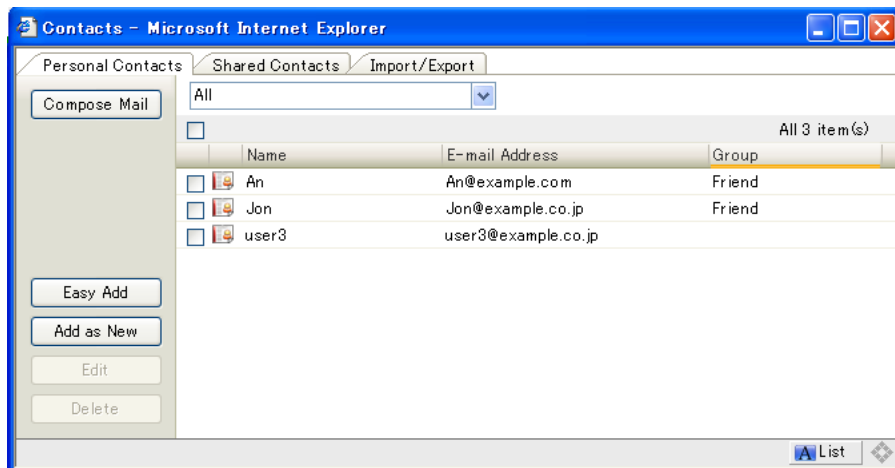 Contacts - Microsoft Internet Explorer
Personal Contacts Shared Contacts Import/Export
Compose Mail
All
All 3 item(s)
Name E-mail Address Group
An An@example.com Friend
Jon Jon@example.co.jp Friend
user3 user3@example.co.jp
Easy Add
Add as New
Edit
Delete
A List